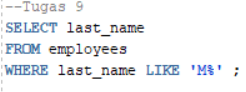 --Tugas 9
SELECT last_name
FROM employees
WHERE last_name LIKE 'M%' ;